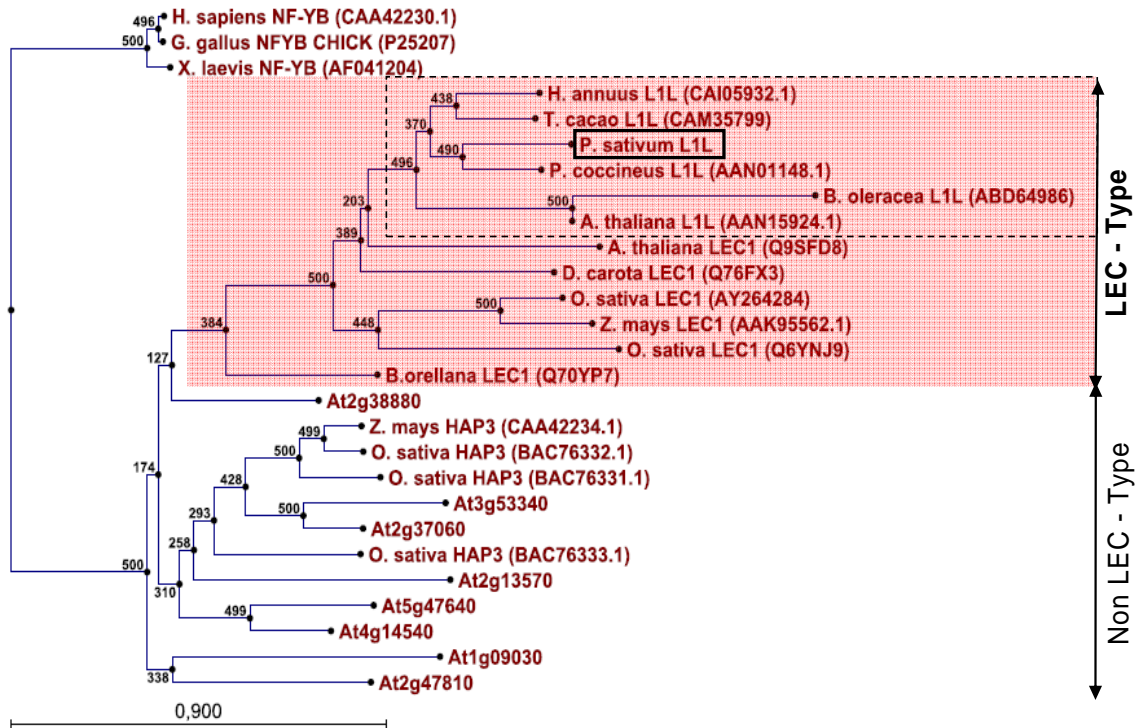 H. sapiens NF-YB (CAA42230.1)
496
G. gallus NFYB CHICK (P25207)
500
X. laevis NF-YB (AF041204)
H. annuus L1L (CAI05932.1)
438
T. cacao L1L (CAM35799)
370
P. sativum L1L
490
496
P. coccineus L1L (AAN01148.1)
B. oleracea L1L (ABD64986)
500
203
A. thaliana L1L (AAN15924.1)
389
A. thaliana LEC1 (Q9SFD8)
D. carota LEC1 (Q76FX3)
500
O. sativa LEC1 (AY264284)
500
384
448
Z. mays LEC1 (AAK95562.1)
O. sativa LEC1 (Q6YNJ9)
127
B.orellana LEC1 (Q70YP7)
LEC - Type
At2g38880
Z. mays HAP3 (CAA42234.1)
499
500
O. sativa HAP3 (BAC76332.1)
174
428
O. sativa HAP3 (BAC76331.1)
At3g53340
500
293
At2g37060
258
O. sativa HAP3 (BAC76333.1)
500
At2g13570
310
At5g47640
499
At4g14540
At1g09030
338
At2g47810
Non LEC - Type
0,900